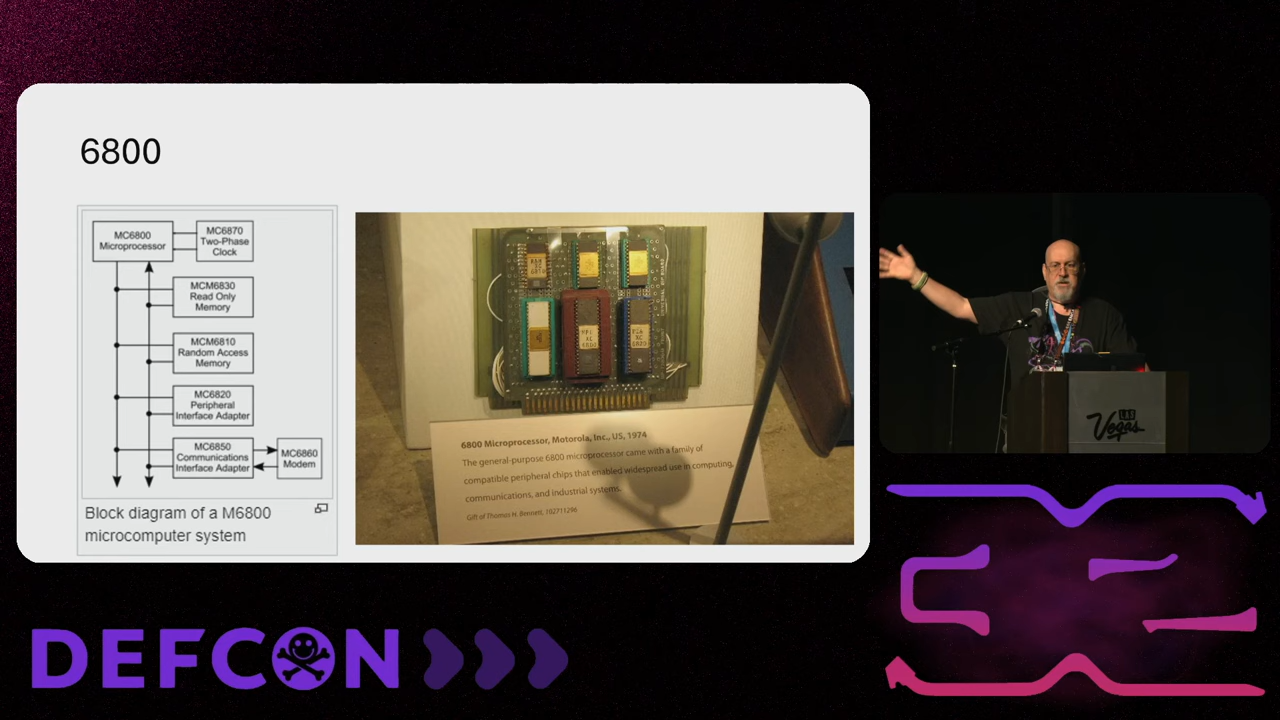 6800
MC6800
Microprocessor
MC6870
Two-Phase
Clock
MCM6830
Read Only
Memory
MCM6810
Random Access
Memory
MC6820
Peripheral
Interface Adapter
MC6850
Communications
Interface Adapter
MC6860
Modem
Block diagram of a M6800
microcomputer system
6800 Microprocessor, Motorola, Inc., US, 1974
The general-purpose 6800 microprocessor came with a family of
compatible peripheral chips that enabled widespread use in computing,
communications, and industrial systems.
Gift of Thomas H. Bennett, 102711296
LAS
Vegas
DEFCON